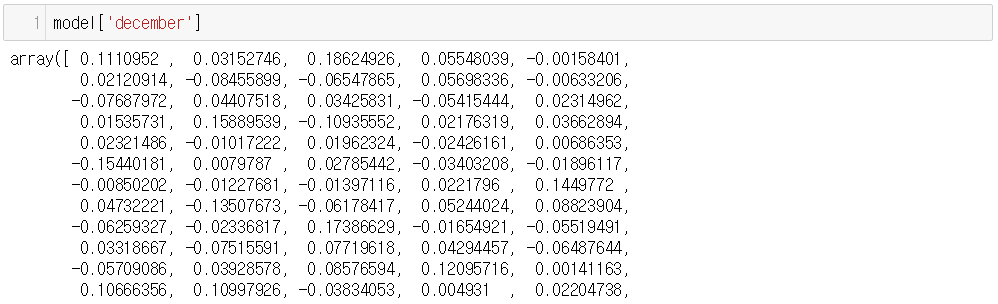 1 model['december']
array([ 0.1110952 , 0.03152746, 0.18624926, 0.05548039, -0.00158401,
0.02120914, -0.08455899, -0.06547865, 0.05698336, -0.00633206,
-0.07687972, 0.04407518, 0.03425831, -0.05415444, 0.02314962,
0.01535731, 0.15889539, -0.10935552, 0.02176319, 0.03662894,
0.02321486, -0.01017222, 0.01962324, -0.02426161, 0.00686353,
-0.15440181, 0.0079787 , 0.02785442, -0.03403208, -0.01896117,
-0.00850202, -0.01227681, -0.01397116, 0.0221796 , 0.1449772 ,
0.04732221, -0.13507673, -0.06178417, 0.05244024, 0.08823904,
-0.06259327, -0.02336817, 0.17386629, -0.01654921, -0.05519491,
0.03318667, -0.07515591, 0.07719618, 0.04294457, -0.06487644,
-0.05709086, 0.03928578, 0.08576594, 0.12095716, 0.00141163,
0.10666356, 0.10997926, -0.03834053, 0.004931 , 0.02204738,